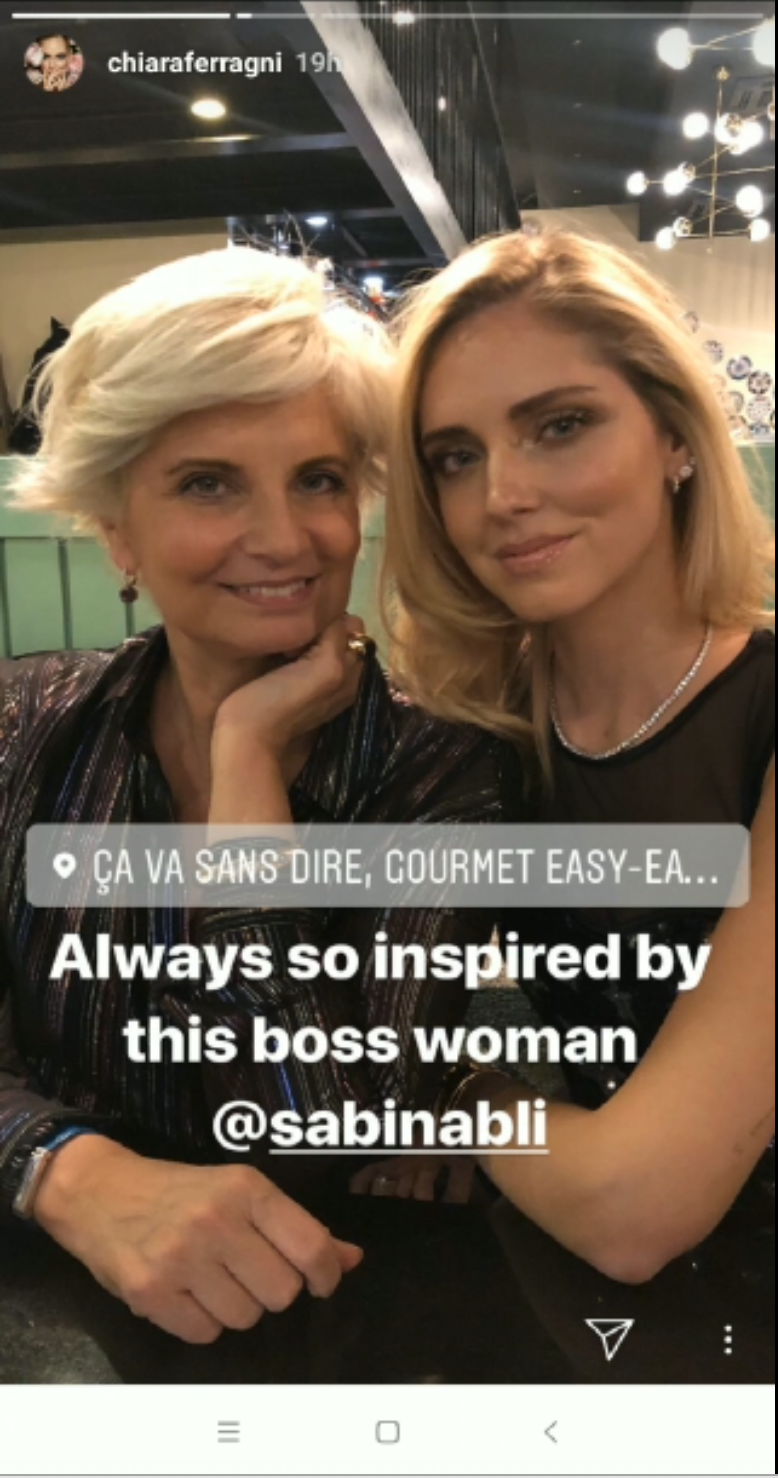 chiaraferragni 19h
ÇA VA SANS DIRE, GOURMET EASY-EA...
Always so inspired by
this boss woman
@sabinabli